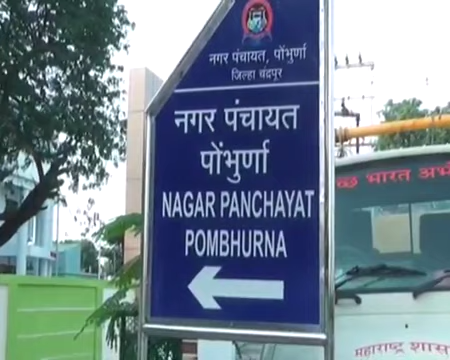 नगर पंचायत, पोंभुर्णा
जिल्हा चंद्रपूर
नगर पंचायत
पोंभुर्णा
NAGAR PANCHAYAT
POMBHURNA
भारत
महाराष्ट्र